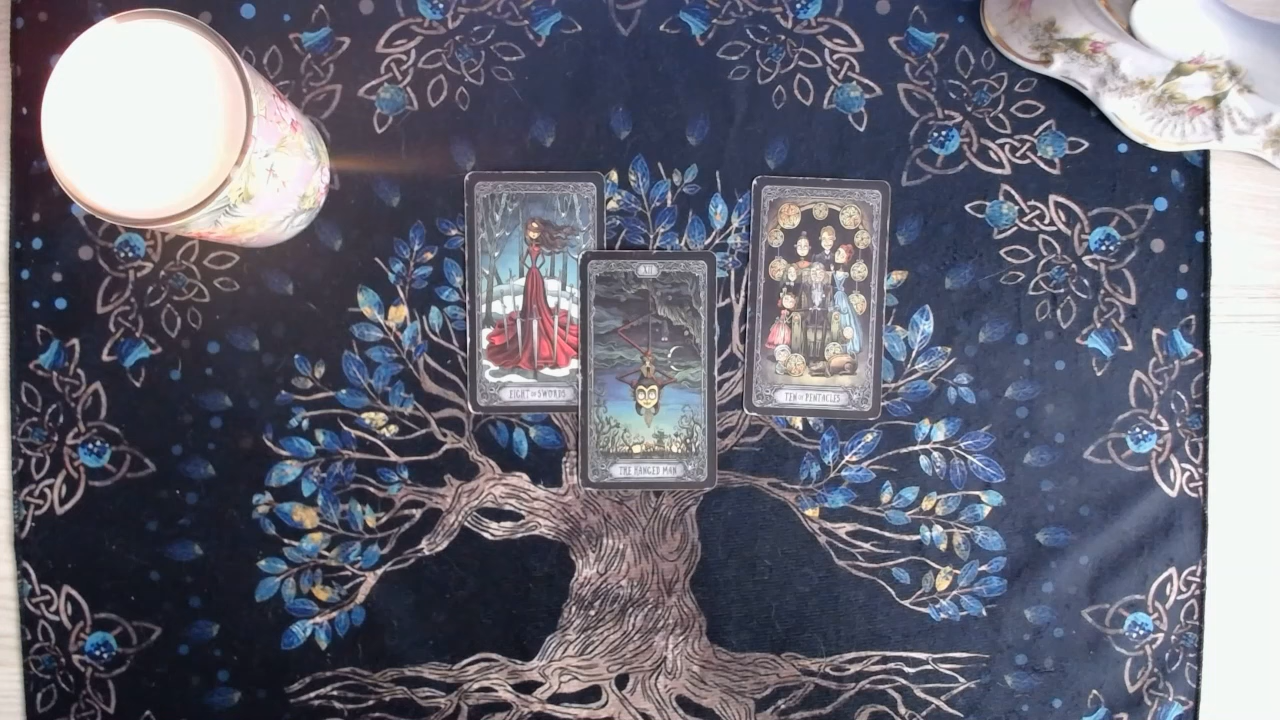 EIGHT OF SWORDS
XII
THE HANGED MAN
TEN OF PENTACLES